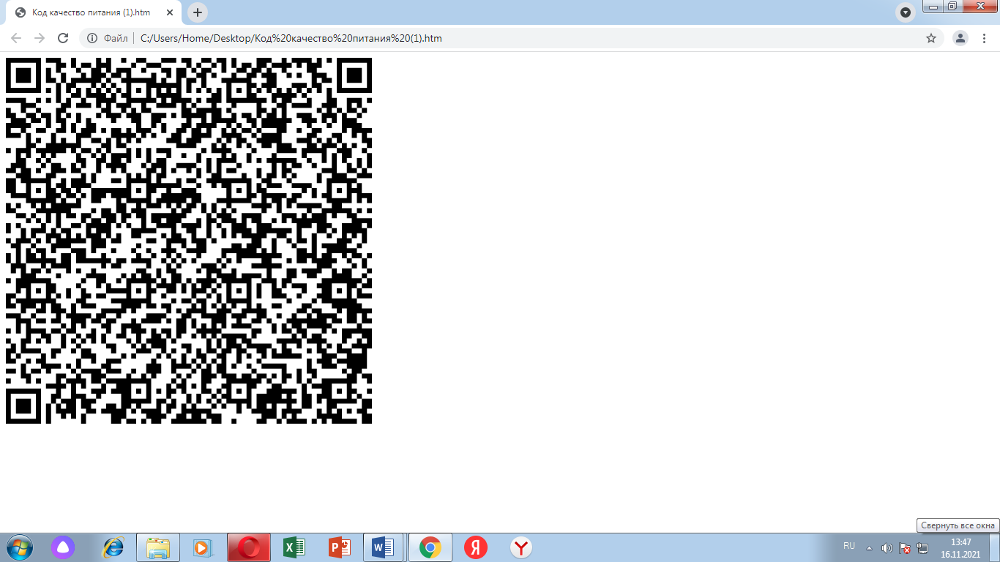 Код качество питания (1).htm
Файл
C:/Users/Home/Desktop/Код%20качество%20питания%20(1).htm
Свернуть все окна
RU
13:47
16.11.2021